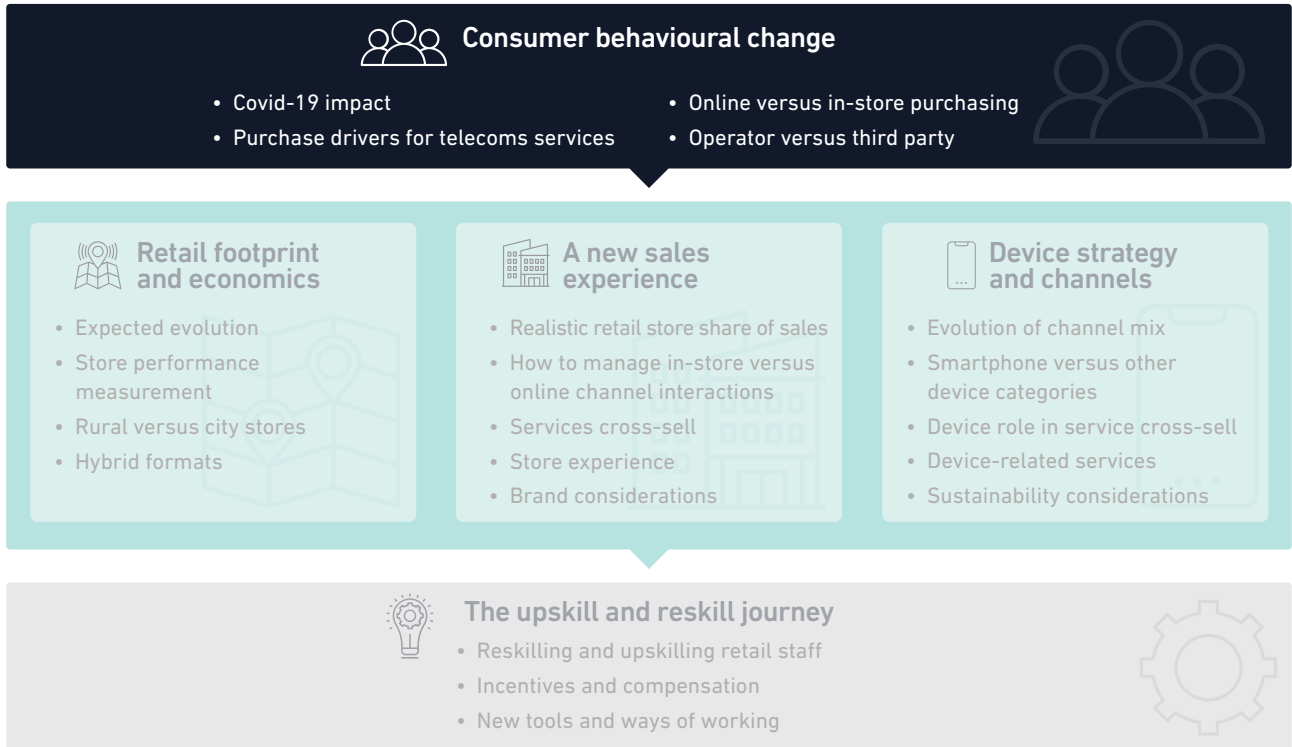 Consumer behavioural change
• Covid-19 impact
• Purchase drivers for telecoms services
• Online versus in-store purchasing
• Operator versus third party
Retail footprint
and economics
• Expected evolution
• Store performance
measurement
• Rural versus city stores
• Hybrid formats
A new sales
experience
• Realistic retail store share of sales
• How to manage in-store versus
online channel interactions
• Services cross-sell
• Store experience
• Brand considerations
Device strategy
and channels
• Evolution of channel mix
• Smartphone versus other
device categories
• Device role in service cross-sell
• Device-related services
• Sustainability considerations
The upskill and reskill journey
• Reskilling and upskilling retail staff
• Incentives and compensation
• New tools and ways of working